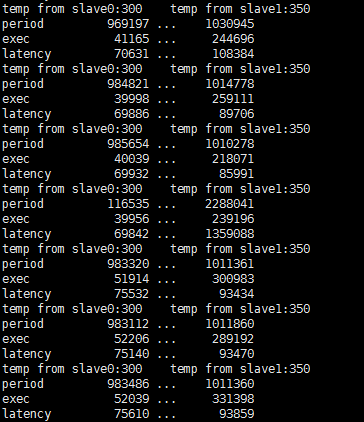 temp from slave0:300    temp from slave1:350
period         969197 ...    1030945
exec            41165 ...     244696
latency         70631 ...     108384
temp from slave0:300    temp from slave1:350
period         984821 ...    1014778
exec            39998 ...     259111
latency         69886 ...      89706
temp from slave0:300    temp from slave1:350
period         985654 ...    1010278
exec            40039 ...     218071
latency         69932 ...      85991
temp from slave0:300    temp from slave1:350
period         116535 ...    2288041
exec            39956 ...     239196
latency         69842 ...    1359088
temp from slave0:300    temp from slave1:350
period         983320 ...    1011361
exec            51914 ...     300983
latency         75532 ...      93434
temp from slave0:300    temp from slave1:350
period         983112 ...    1011860
exec            52206 ...     289192
latency         75140 ...      93470
temp from slave0:300    temp from slave1:350
period         983486 ...    1011360
exec            52039 ...     331398
latency         75610 ...      93859